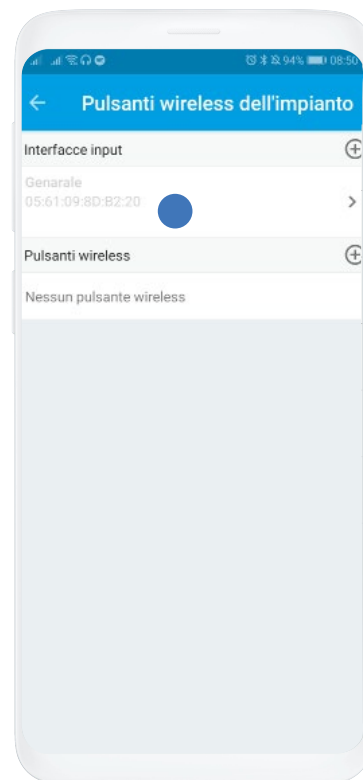 94% 08:50
Pulsanti wireless dell'impianto
Interfacce input
Genarale
05:61:09:8D:B2:20
Pulsanti wireless
Nessun pulsante wireless